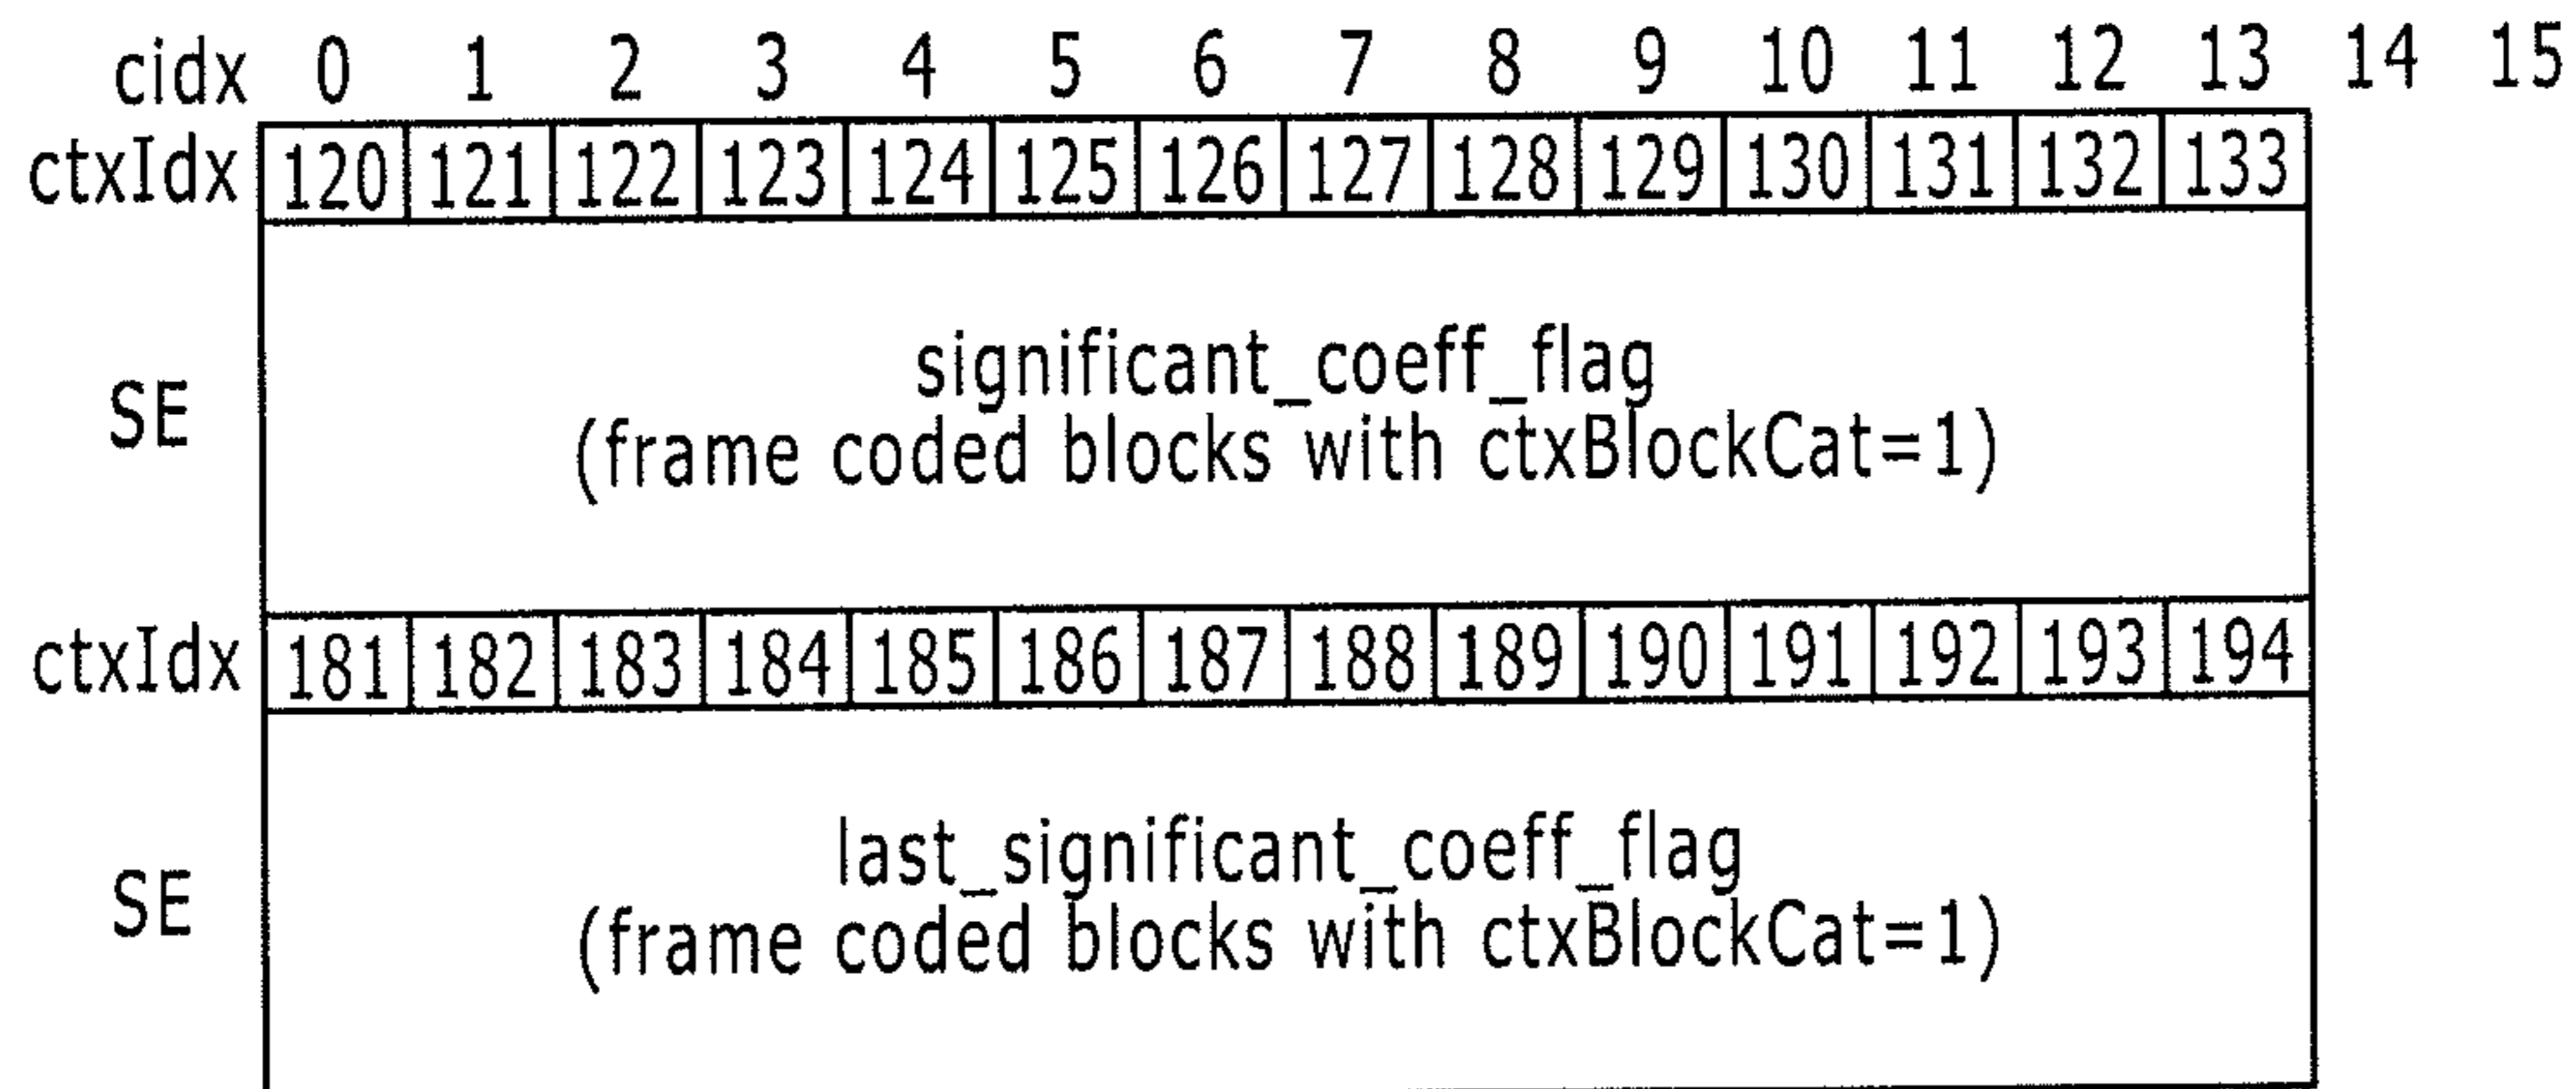 cidx 0 1 2 3 4 5 6 7 8 9 10 11 12 13 14 15
ctxIdx 120 121 122 123 124 125 126 127 128 129 130 131 132 133
significant_coeff_flag
SE
(frame coded blocks with ctxBlockCat=1)
ctxIdx 181 182 183 184 185 186 187 188 189 190 191 192 193 194
last_significant_coeff_flag
SE
(frame coded blocks with ctxBlockCat=1)